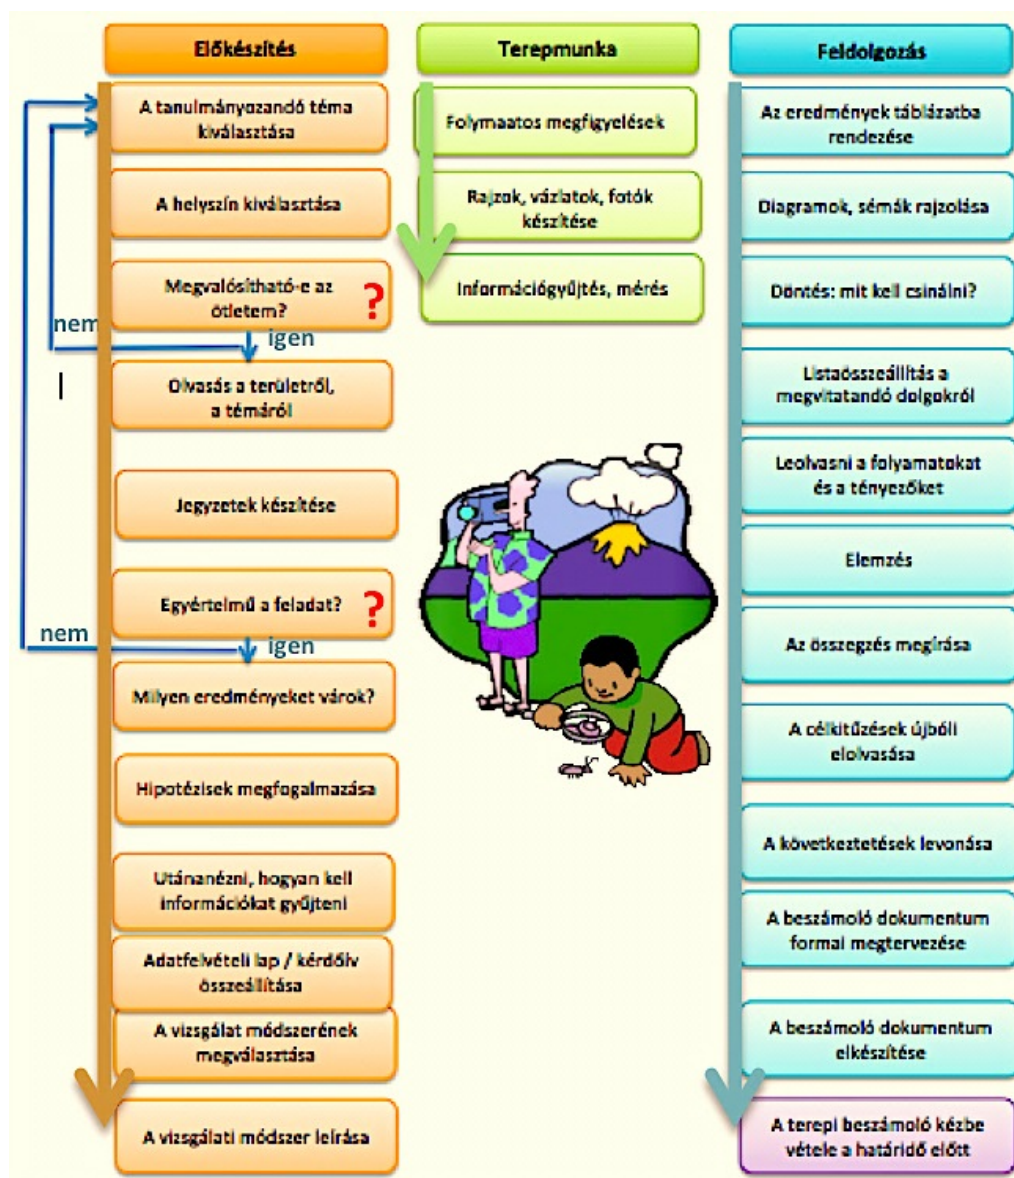 Előkészítés
A tanulmányozandó téma
kiválasztása
A helyszín kiválasztása
Megvalósítható-e az
ötletem?
?
nem
igen
Olvasás a területről,
a témáról
Jegyzetek készítése
Egyértelmű a feladat?
?
nem
igen
Milyen eredményeket várok?
Hipotézisek megfogalmazása
Utánanézni, hogyan kell
információkat gyűjteni
Adatfelvételi lap / kérdőív
összeállítása
A vizsgálat módszerének
megválasztása
A vizsgálati módszer leírása
Terepmunka
Folymaatos megfigyelések
Rajzok, vázlatok, fotók
készítése
Információgyűjtés, mérés
Feldolgozás
Az eredmények táblázatba
rendezése
Diagramok, sémák rajzolása
Döntés: mit kell csinálni?
Listaösszeállítás a
megvitatandó dolgokról
Leolvasni a folyamatokat
és a tényezőket
Elemzés
Az összegzés megírása
A célkitűzések újbóli
elolvasása
A következtetések levonása
A beszámoló dokumentum
formai megtervezése
A beszámoló dokumentum
elkészítése
A terepi beszámoló kézbe
vétele a határidő előtt